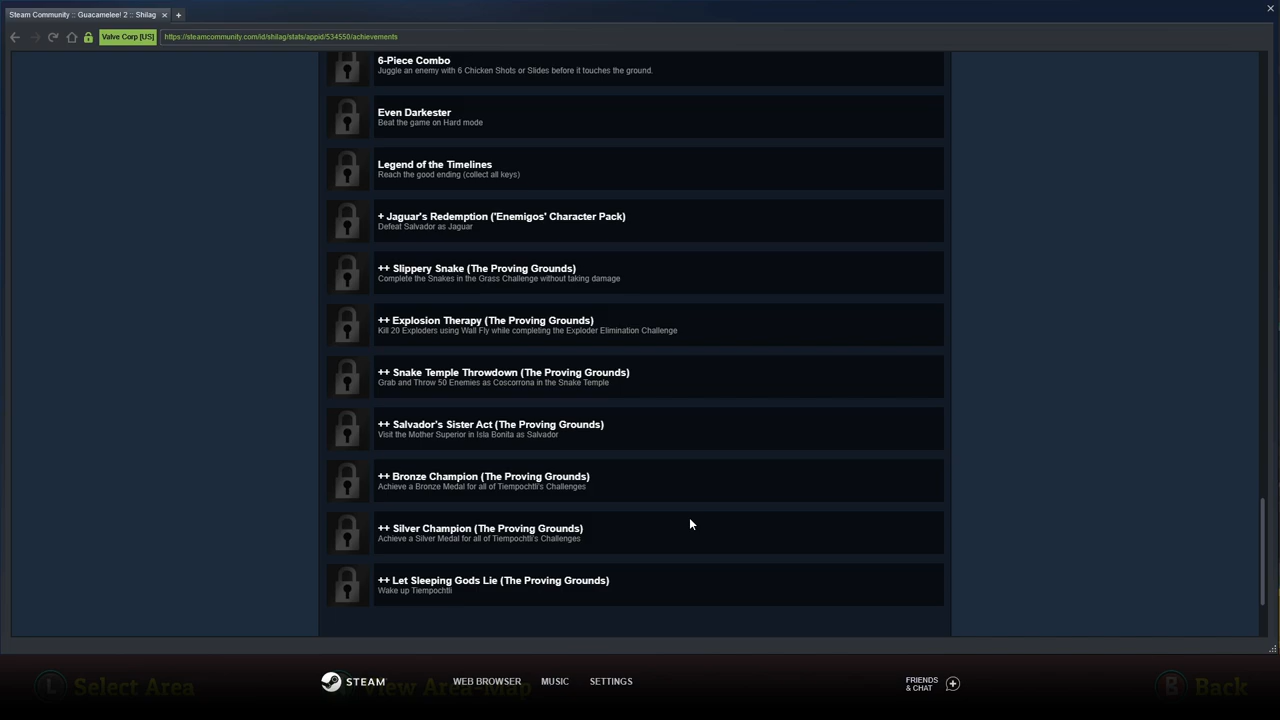 Steam Community :: Guacamelee! 2 :: Shilag
Valve Corp [US]
https://steamcommunity.com/id/shilag/stats/appid/534550/achievements
6-Piece Combo
Juggle an enemy with 6 Chicken Shots or Slides before it touches the ground.
Even Darkester
Beat the game on Hard mode
Legend of the Timelines
Reach the good ending (collect all keys)
+ Jaguar's Redemption ('Enemigos' Character Pack)
Defeat Salvador as Jaguar
++ Slippery Snake (The Proving Grounds)
Complete the Snakes in the Grass Challenge without taking damage
++ Explosion Therapy (The Proving Grounds)
Kill 20 Exploders using Wall Fly while completing the Exploder Elimination Challenge
++ Snake Temple Throwdown (The Proving Grounds)
Grab and Throw 50 Enemies as Coscorrona in the Snake Temple
++ Salvador's Sister Act (The Proving Grounds)
Visit the Mother Superior in Isla Bonita as Salvador
++ Bronze Champion (The Proving Grounds)
Achieve a Bronze Medal for all of Tiempochtli's Challenges
++ Silver Champion (The Proving Grounds)
Achieve a Silver Medal for all of Tiempochtli's Challenges
++ Let Sleeping Gods Lie (The Proving Grounds)
Wake up Tiempochtli
L Select Area
View Area-Map
B Back
STEAM
WEB BROWSER
MUSIC
SETTINGS
FRIENDS
& CHAT